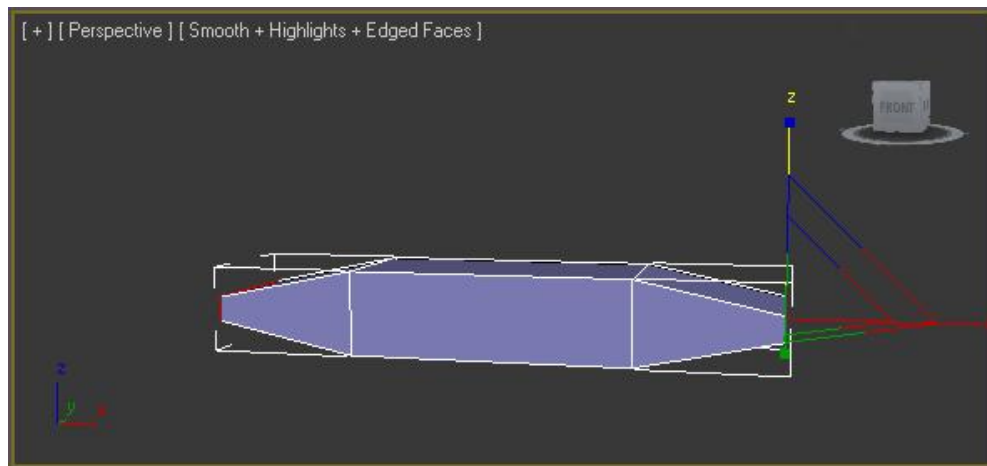 [ + ] [ Perspective ] [ Smooth + Highlights + Edged Faces ]
z
FRONT
z
y
x